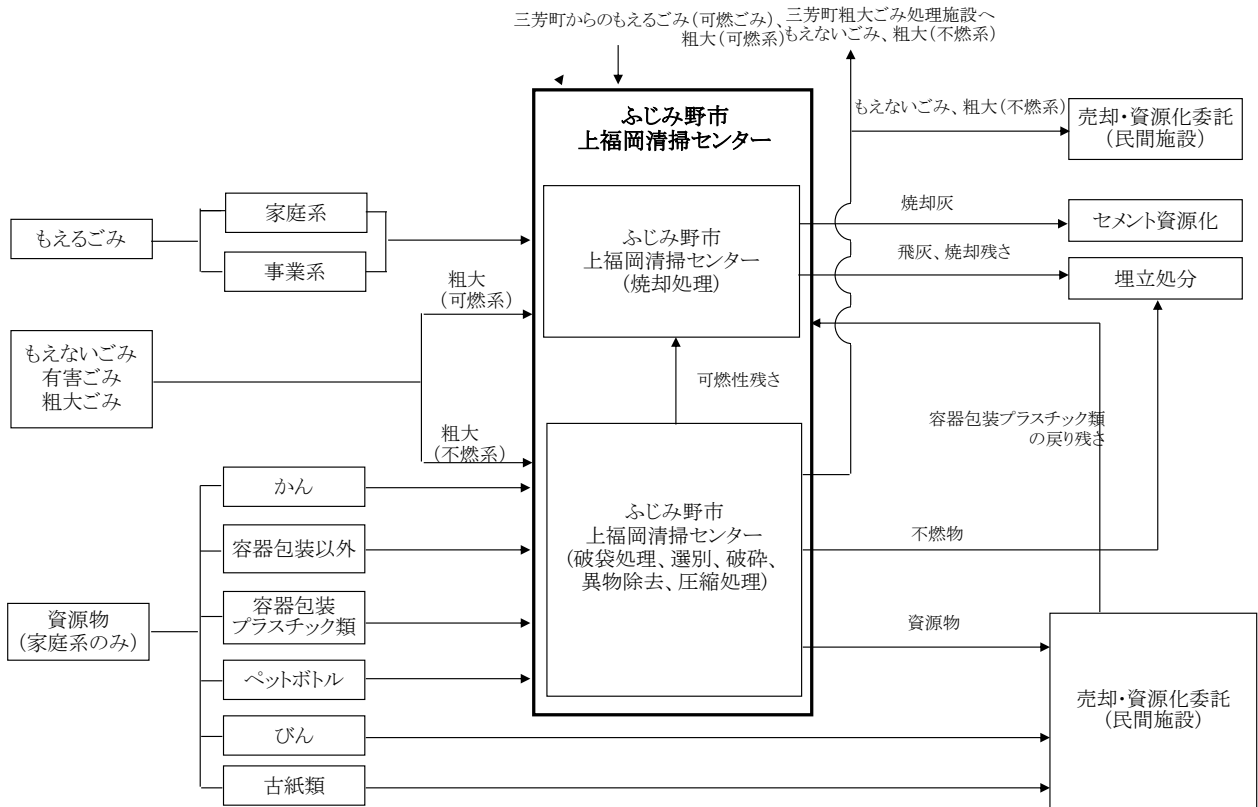 三芳町からのもえるごみ(可燃ごみ)、
粗大(可燃系)
三芳町粗大ごみ処理施設へ
もえないごみ、粗大(不燃系)
ふじみ野市
上福岡清掃センター
もえないごみ、粗大(不燃系)
売却・資源化委託
(民間施設)
もえるごみ
家庭系
事業系
ふじみ野市
上福岡清掃センター
(焼却処理)
焼却灰
セメント資源化
飛灰、焼却残さ
埋立処分
もえないごみ
有害ごみ
粗大ごみ
粗大
(可燃系)
粗大
(不燃系)
可燃性残さ
容器包装プラスチック類
の戻り残さ
資源物
(家庭系のみ)
かん
容器包装以外
容器包装
プラスチック類
ペットボトル
びん
古紙類
ふじみ野市
上福岡清掃センター
(破袋処理、選別、破砕、
異物除去、圧縮処理)
不燃物
資源物
売却・資源化委託
(民間施設)